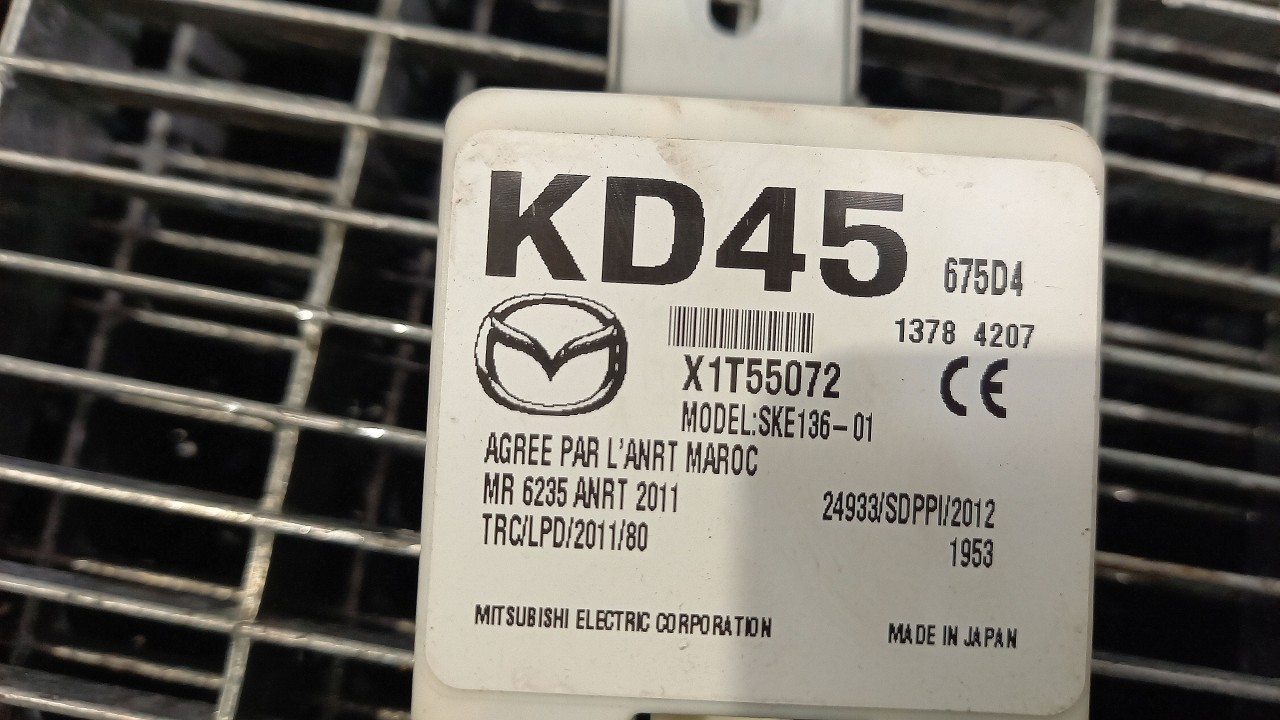 KD45 675D4
1378 4207
X1T55072
CE
MODEL:SKE136-01
AGREE PAR L'ANRT MAROC
MR 6235 ANRT 2011
24933/SDPPI/2012
TRC/LPD/2011/80
1953
MITSUBISHI ELECTRIC CORPORATION
MADE IN JAPAN